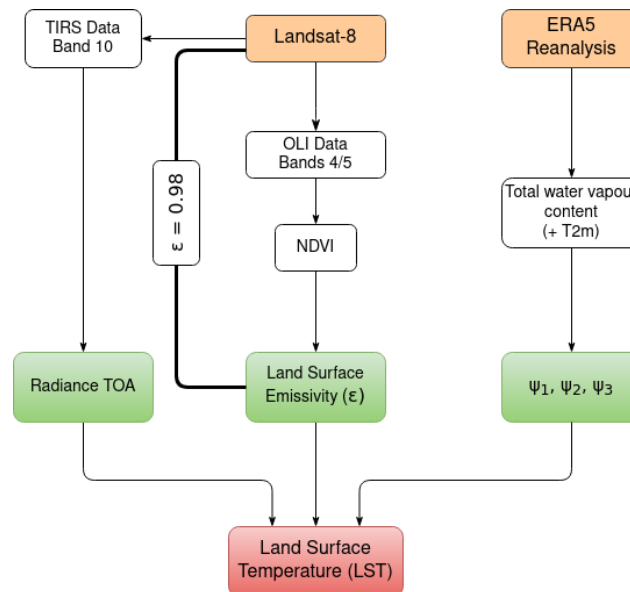 TIRS Data
Band 10
Landsat-8
ERA5
Reanalysis
OLI Data
Bands 4/5
ε = 0.98
Total water vapou
content
(+ T2m)
NDVI
Radiance TOA
Land Surface
Emissivity (ε)
Ψ₁, Ψ₂, Ψ₃
Land Surface
Temperature (LST)